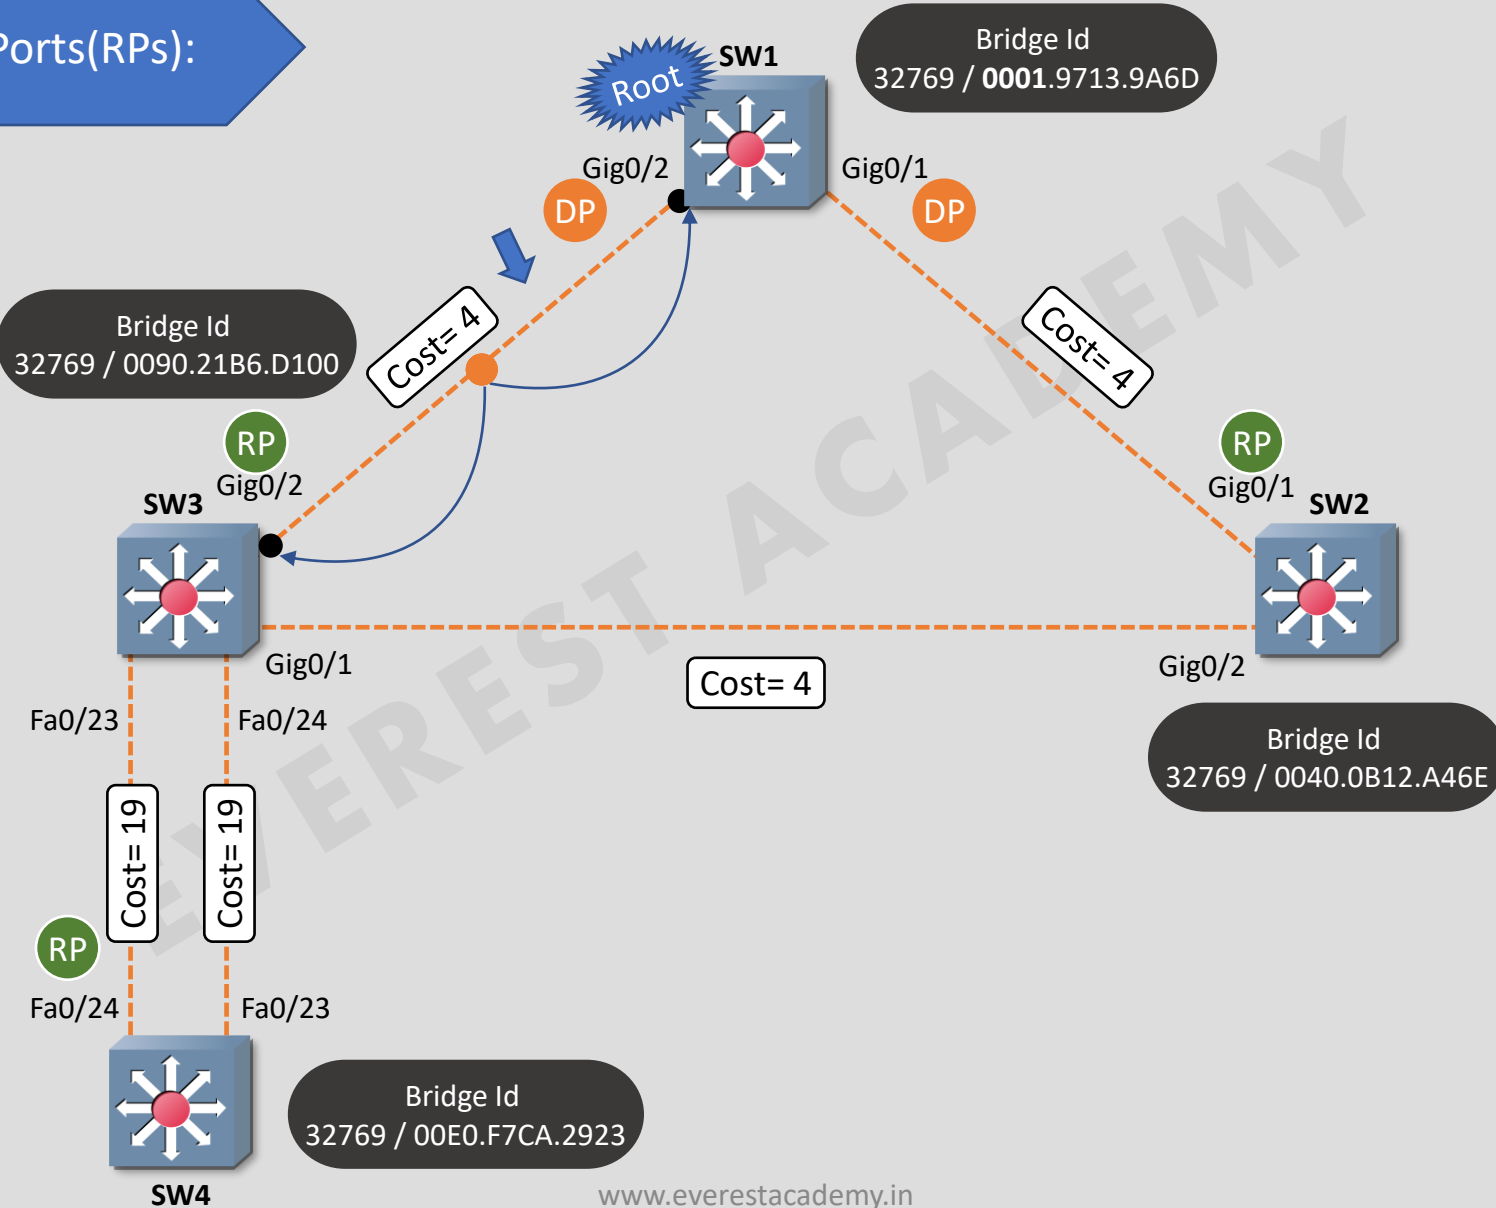 Ports(RPs):
SW1
Root
Bridge Id
32769 / 0001.9713.9A6D
Gig0/2
Gig0/1
DP
DP
Cost= 4
Cost= 4
Bridge Id
32769 / 0090.21B6.D100
RP
Gig0/2
SW3
RP
Gig0/1
SW2
Gig0/1
Cost= 4
Gig0/2
Fa0/23
Fa0/24
Bridge Id
32769 / 0040.0B12.A46E
Cost= 19
Cost= 19
RP
Fa0/24
Fa0/23
Bridge Id
32769 / 00E0.F7CA.2923
SW4
EVEREST ACADEMY
www.everestacademy.in